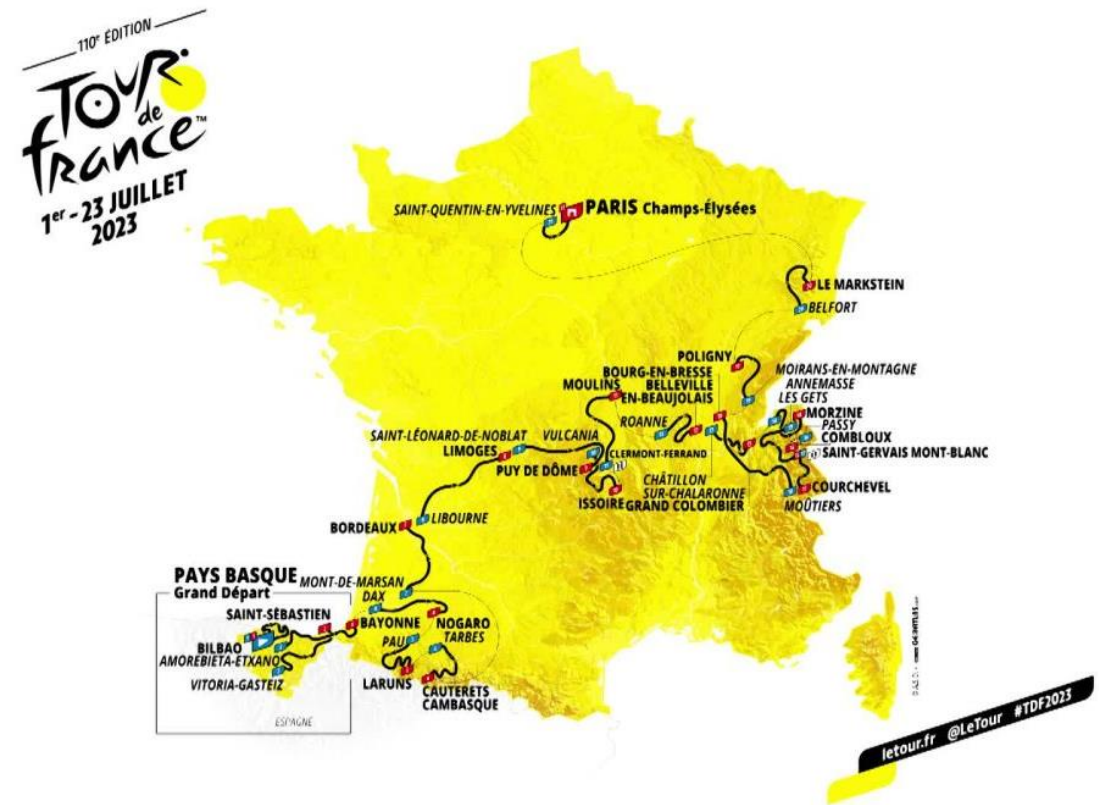 110e ÉDITION
TOUR
de
france™
1er - 23 JUILLET
2023
SAINT-QUENTIN-EN-YVELINES
PARIS Champs-Élysées
LE MARKSTEIN
BELFORT
POLIGNY
BOURG-EN-BRESSE
MOIRANS-EN-MONTAGNE
MOULINS
BELLEVILLE
EN-BEAUJOLAIS
ANNEMASSE
LES GETS
ROANNE
MORZINE
PASSY
SAINT-LÉONARD-DE-NOBLAT
VULCANIA
COMBLOUX
LIMOGES
CLERMONT-FERRAND
SAINT-GERVAIS MONT-BLANC
PUY DE DÔME
CHÂTILLON
SUR-CHALARONNE
COURCHEVEL
ISSOIRE
GRAND COLOMBIER
MOÛTIERS
LIBOURNE
BORDEAUX
PAYS BASQUE
Grand Départ
MONT-DE-MARSAN
DAX
SAINT-SÉBASTIEN
BAYONNE
NOGARO
BILBAO
PAU
TARBES
AMOREBIETA-ETXANO
VITORIA-GASTEIZ
LARUNS
CAUTERETS
CAMBASQUE
ESPAGNE
letour.fr @LeTour #TDF2023